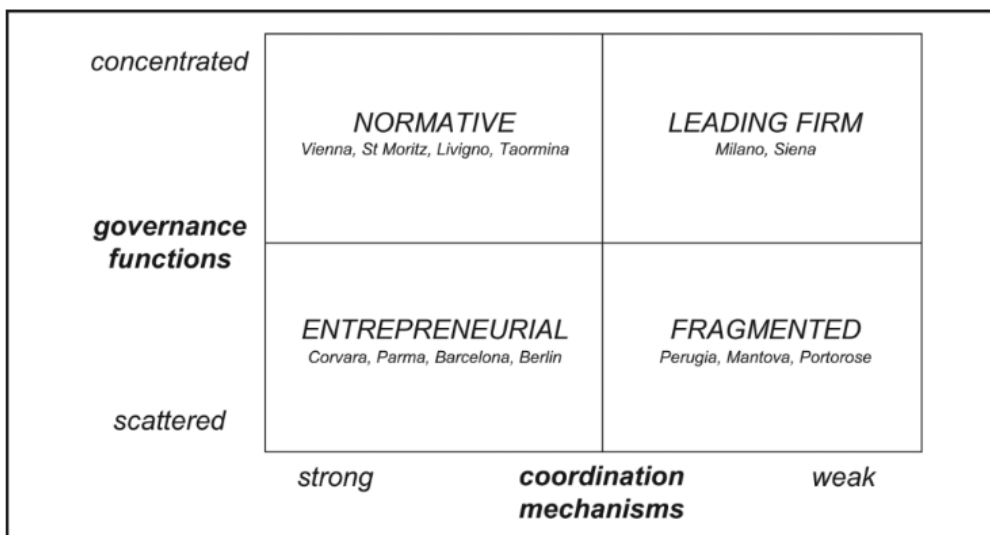 concentrated
NORMATIVE
Vienna, St Moritz, Livigno, Taormina
LEADING FIRM
Milano, Siena
governance
functions
ENTREPRENEURIAL
Corvara, Parma, Barcelona, Berlin
FRAGMENTED
Perugia, Mantova, Portorose
scattered
strong
coordination
mechanisms
weak